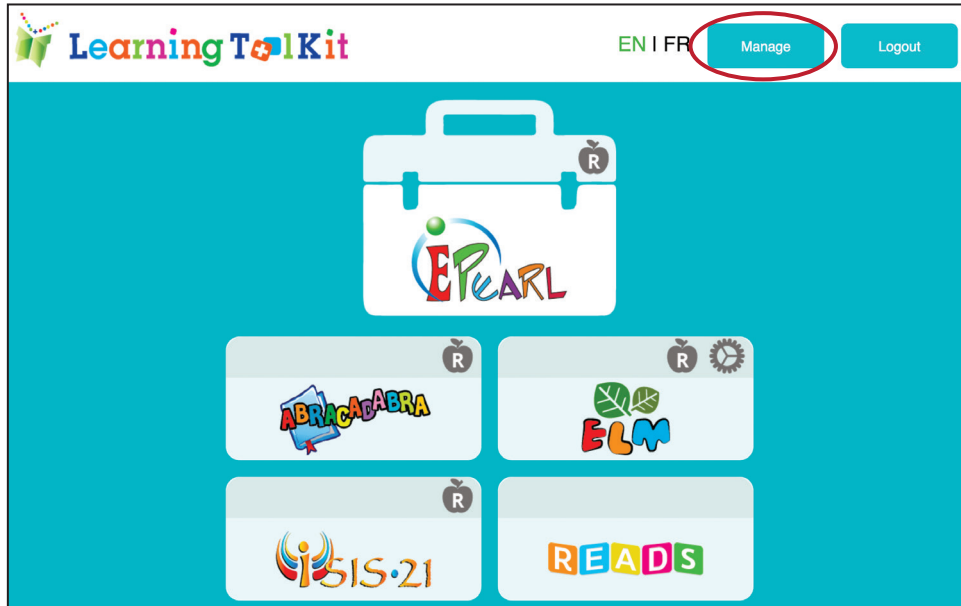 Learning ToolKit
EN | FR
Manage
Logout
R
EPEARL
R
ABRACADABRA
R
ELM
R
ISIS·21
READS